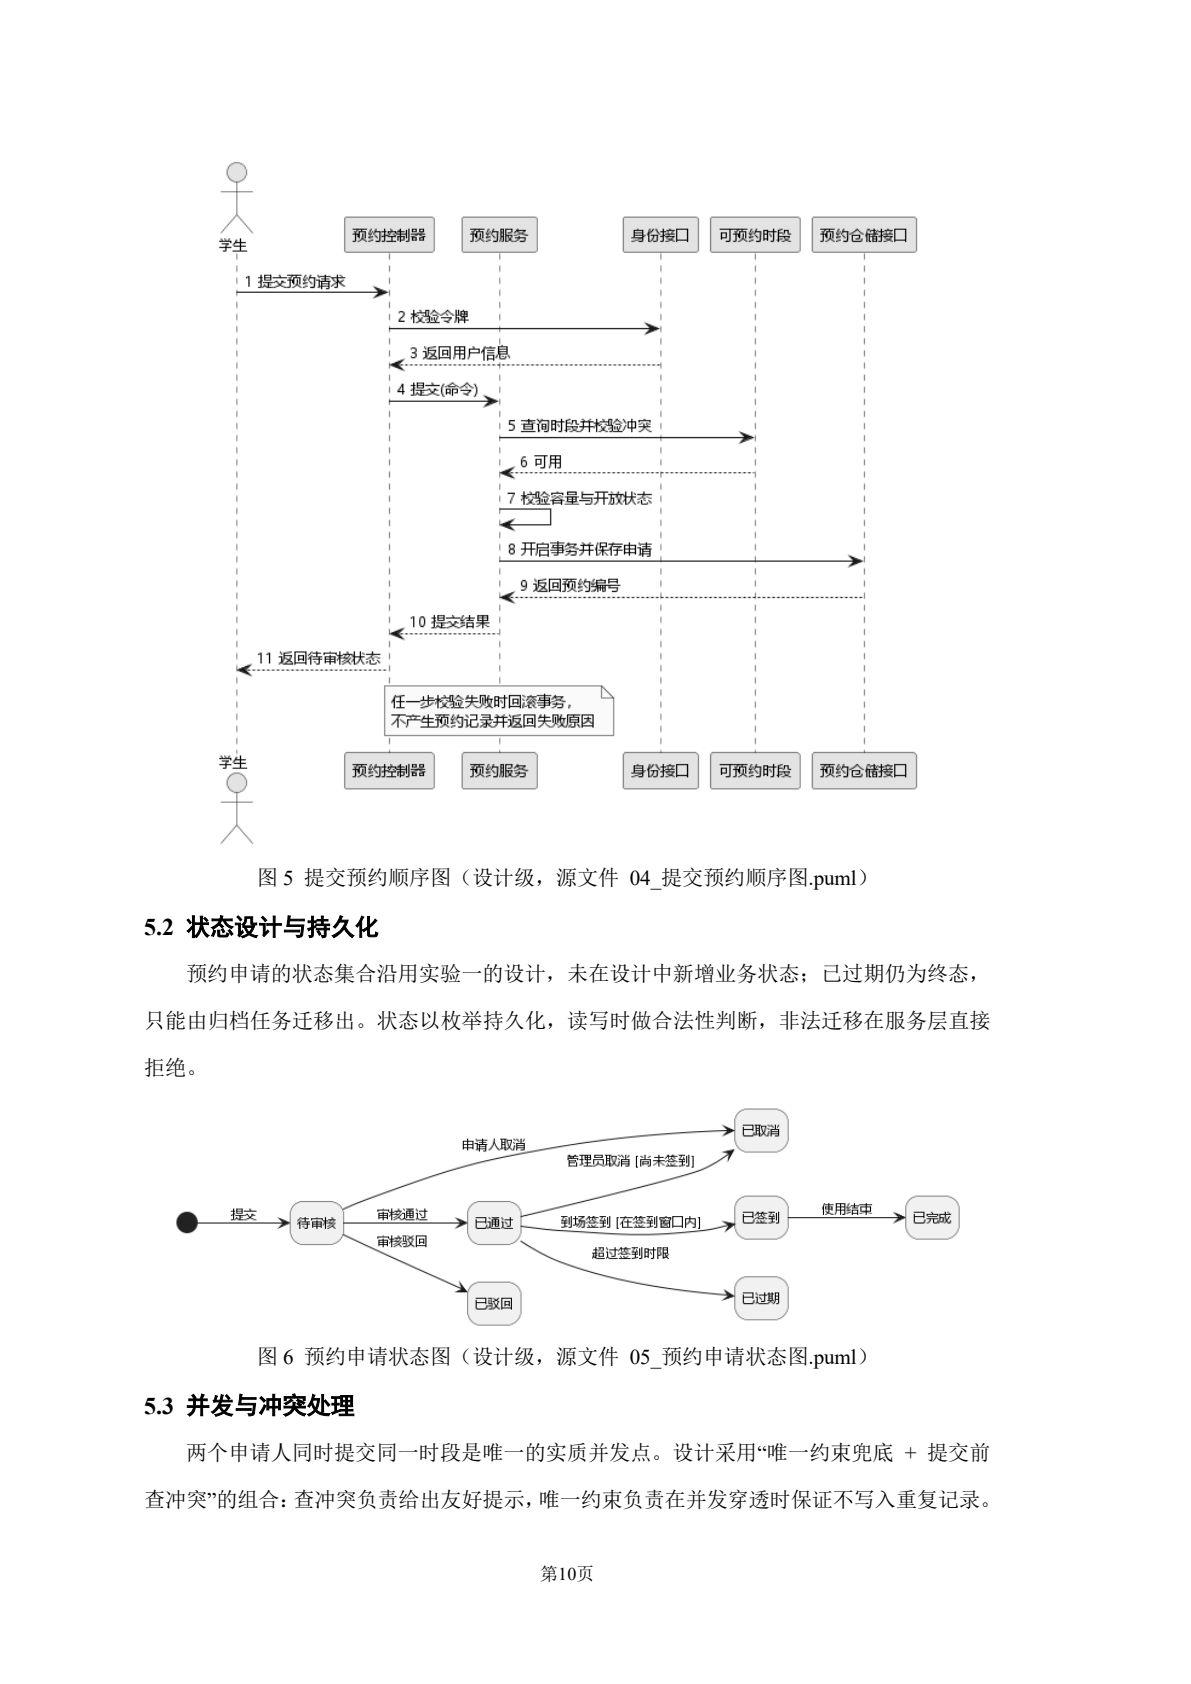 学生
预约控制器
预约服务
身份接口
可预约时段
预约仓储接口
1 提交预约请求
2 校验令牌
3 返回用户信息
4 提交(命令)
5 查询时段并校验冲突
6 可用
7 校验容量与开放状态
8 开启事务并保存申请
9 返回预约编号
10 提交结果
11 返回待审核状态
任一步校验失败时回滚事务，
不产生预约记录并返回失败原因
学生
预约控制器
预约服务
身份接口
可预约时段
预约仓储接口
图 5 提交预约顺序图（设计级，源文件 04_提交预约顺序图.puml）
5.2 状态设计与持久化
预约申请的状态集合沿用实验一的设计，未在设计中新增业务状态；已过期仍为终态，
只能由归档任务迁移出。状态以枚举持久化，读写时做合法性判断，非法迁移在服务层直接
拒绝。
已取消
申请人取消
管理员取消 [尚未签到]
提交
待审核
审核通过
已通过
到场签到 [在签到窗口内]
已签到
使用结束
已完成
审核驳回
超过签到时限
已驳回
已过期
图 6 预约申请状态图（设计级，源文件 05_预约申请状态图.puml）
5.3 并发与冲突处理
两个申请人同时提交同一时段是唯一的实质并发点。设计采用“唯一约束兜底 + 提交前
查冲突”的组合：查冲突负责给出友好提示，唯一约束负责在并发穿透时保证不写入重复记录。
第10页